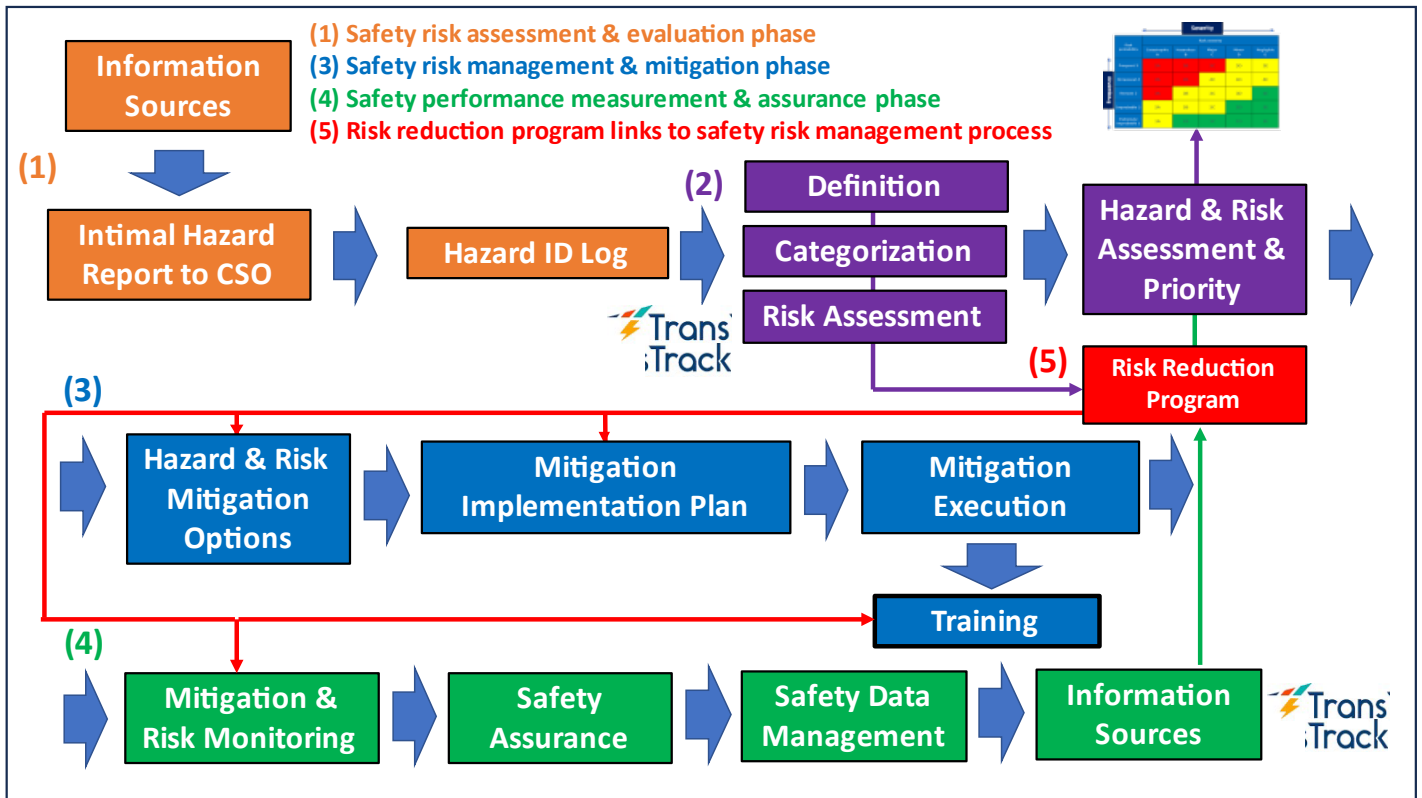 (1) Safety risk assessment & evaluation phase
(3) Safety risk management & mitigation phase
(4) Safety performance measurement & assurance phase
(5) Risk reduction program links to safety risk management process
Information
Sources
(1)
Intimal Hazard
Report to CSO
Hazard ID Log
(2)
Definition
Categorization
Risk Assessment
Severity
Hazard & Risk
Assessment &
Priority
Trans
Track
(5)
Risk Reduction
Program
(3)
Hazard & Risk
Mitigation
Options
Mitigation
Implementation Plan
Mitigation
Execution
Training
(4)
Mitigation &
Risk Monitoring
Safety
Assurance
Safety Data
Management
Information
Sources
Trans
Track